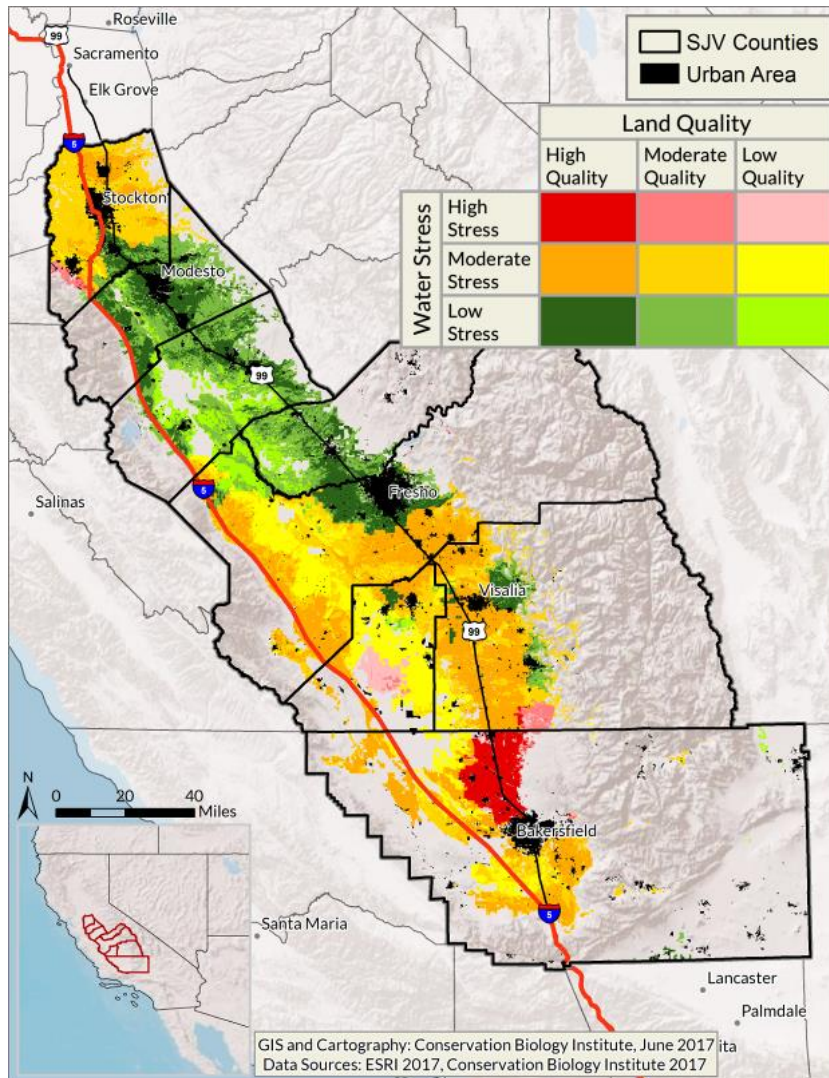 Roseville
99
Sacramento
Elk Grove
SJV Counties
Urban Area
Land Quality
High
Quality
Moderate
Quality
Low
Quality
Water Stress
High
Stress
Moderate
Stress
Low
Stress
5
Stockton
Modesto
99
5
Fresno
Salinas
Visalia
99
N
0 20 40
Miles
Bakersfield
5
Santa Maria
Lancaster
Palmdale
ita
GIS and Cartography: Conservation Biology Institute, June 2017
Data Sources: ESRI 2017, Conservation Biology Institute 2017